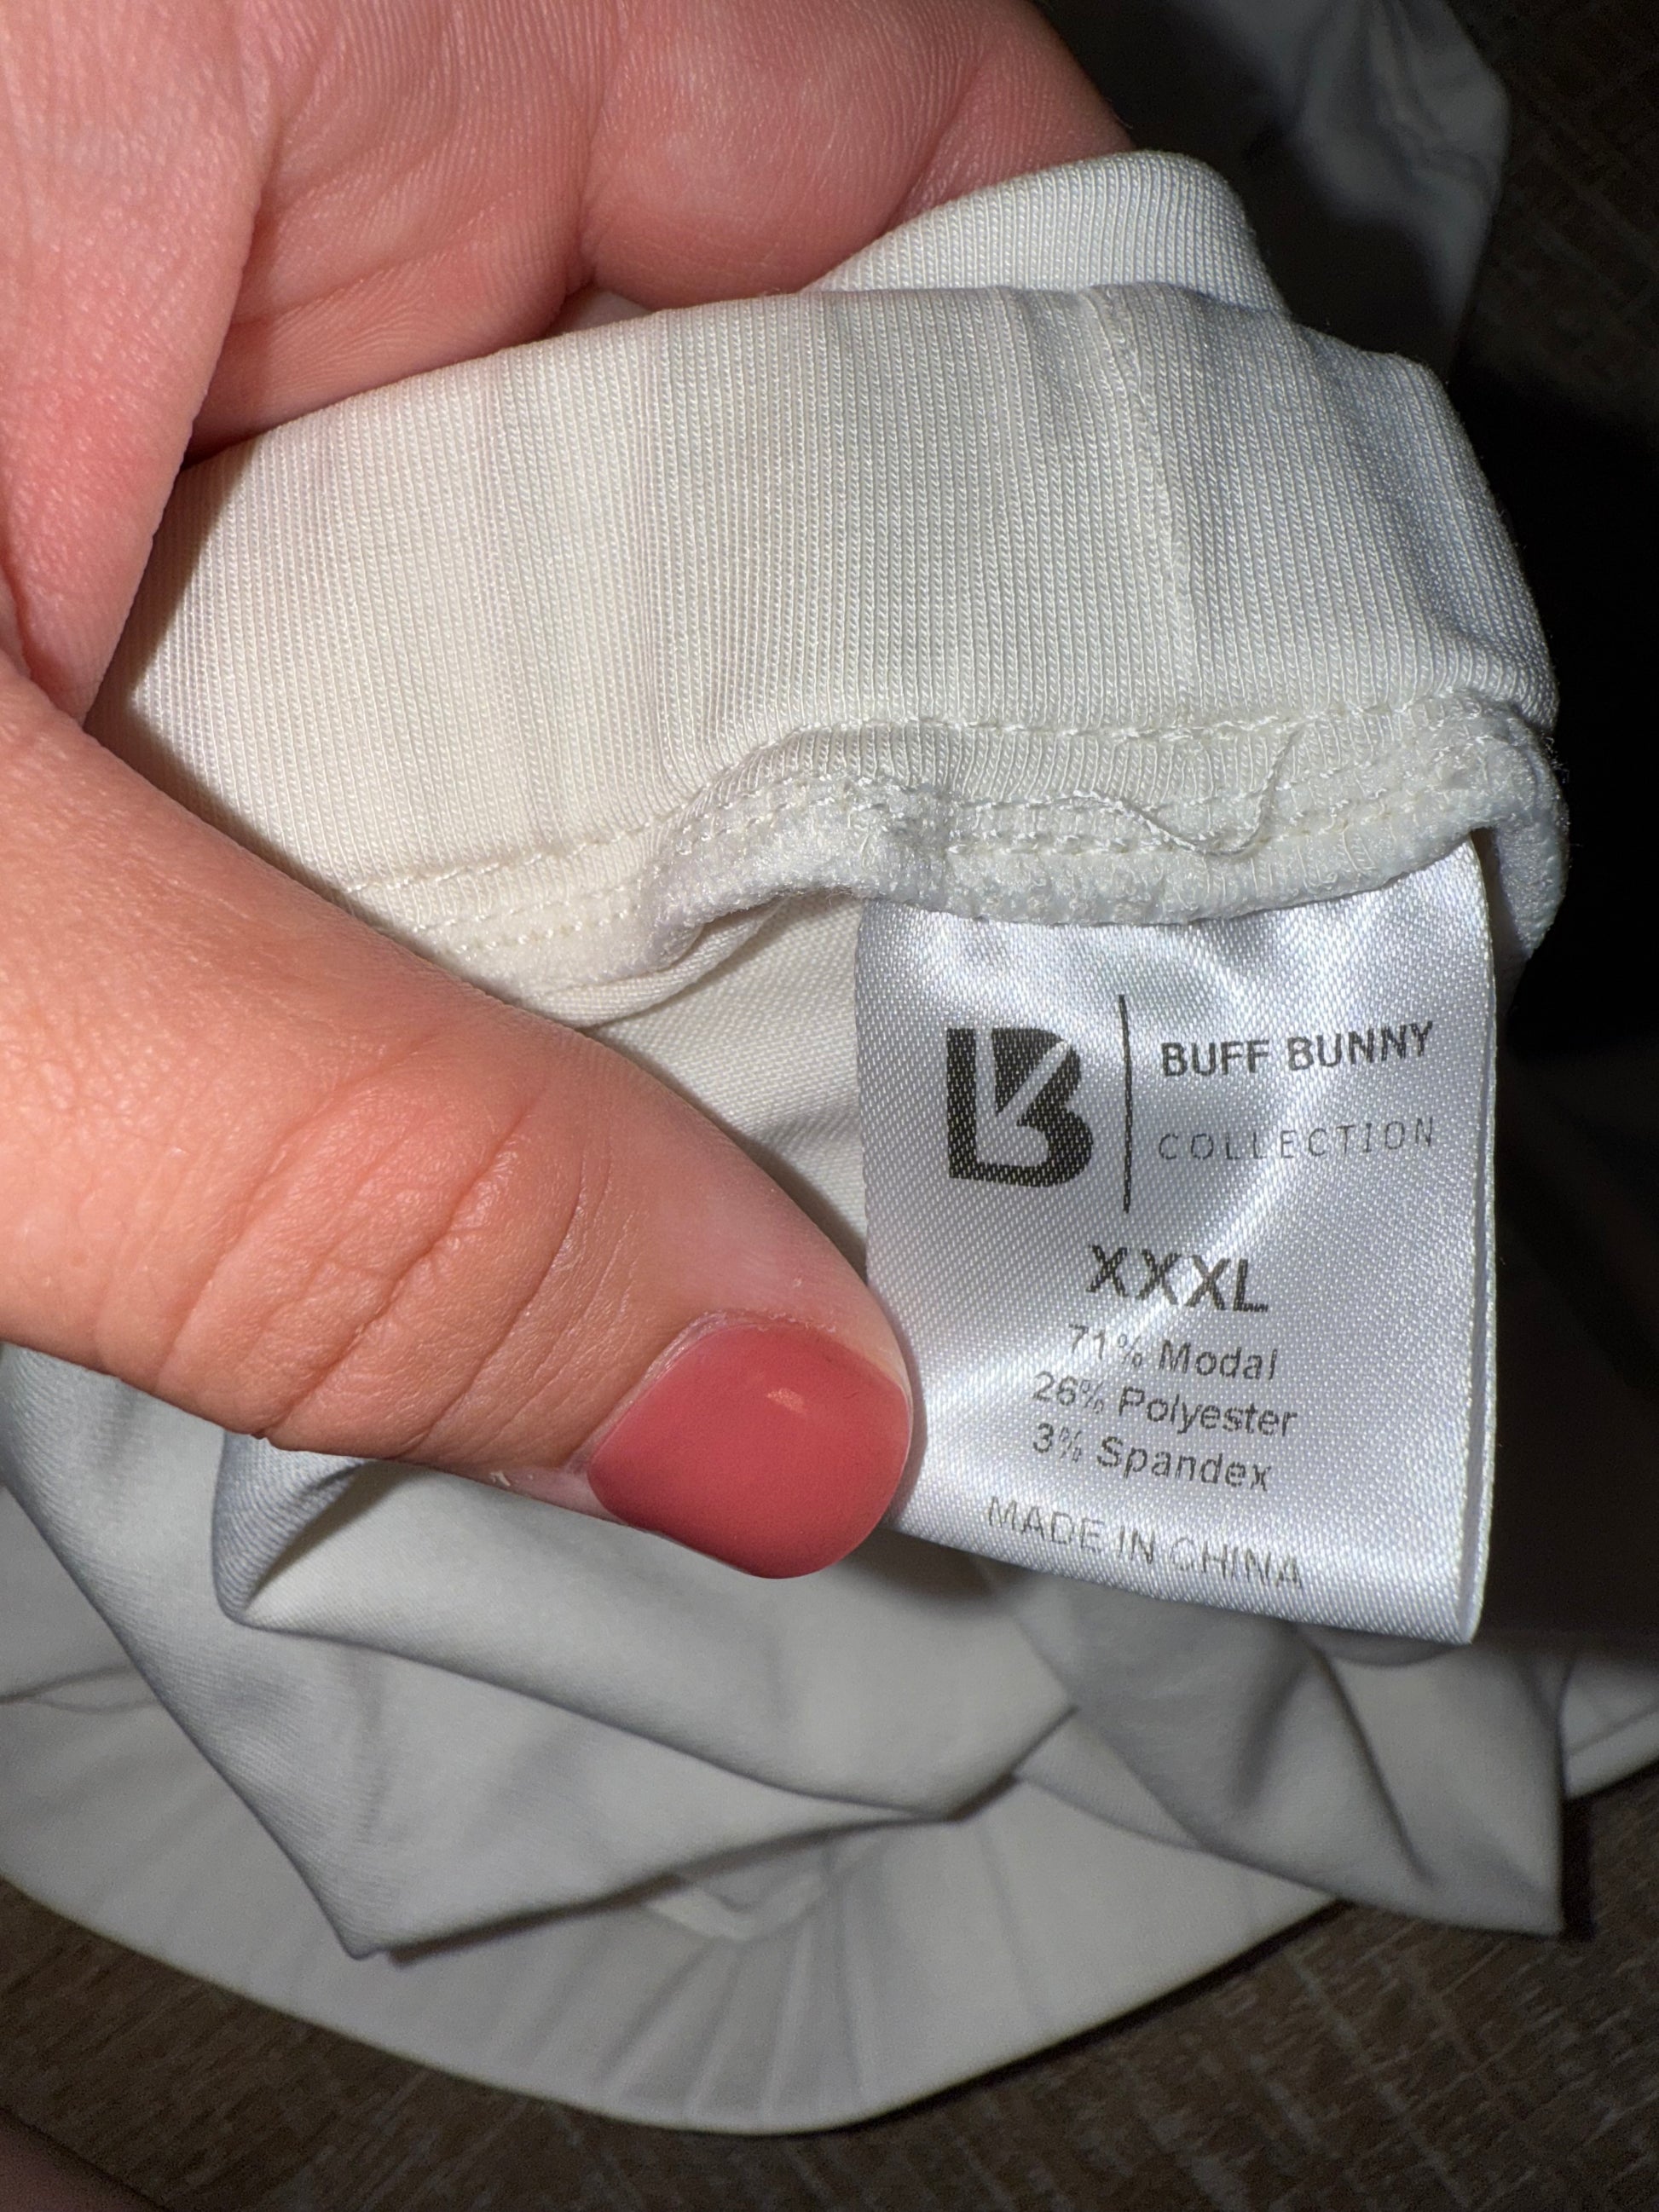 B
BUFF BUNNY
COLLECTION
XXXL
71% Modal
26% Polyester
3% Spandex
MADE IN CHINA